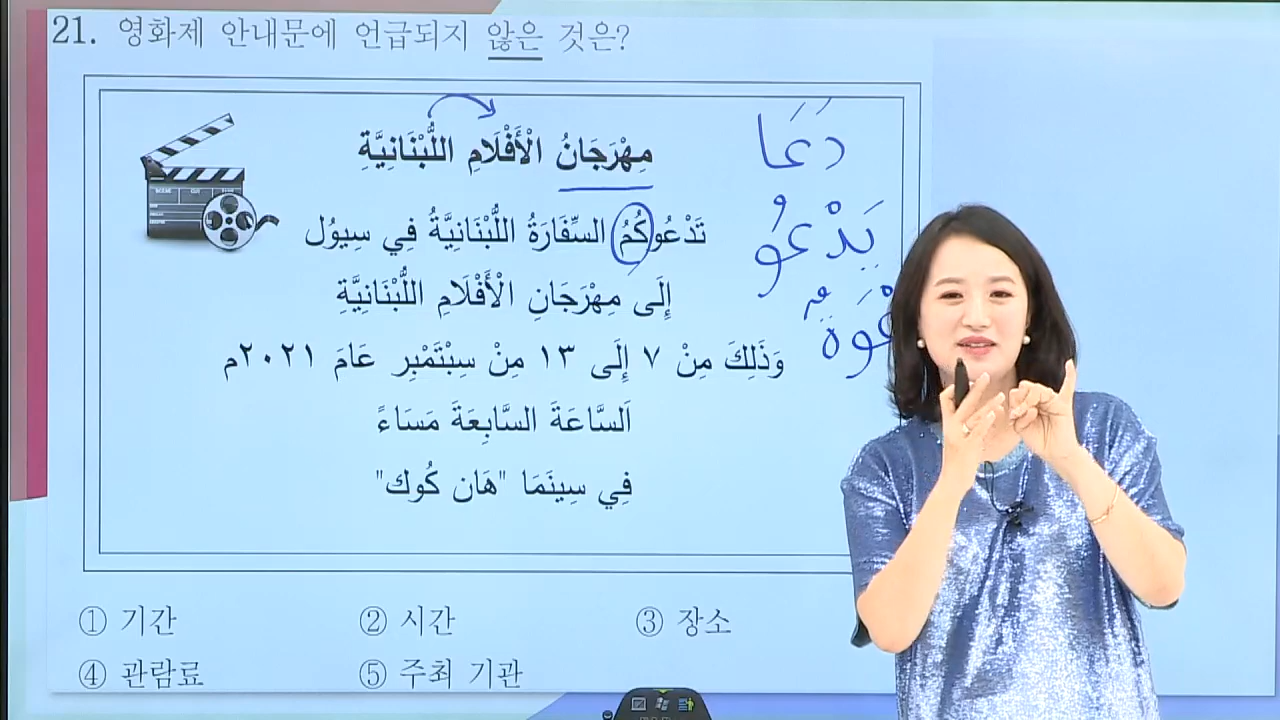 21. 영화제 안내문에 언급되지 않은 것은?
مِهْرَجَانُ الْأَفْلَامِ اللُّبْنَانِيَّةِ
تَدْعُوكُمُ السِّفَارَةُ اللُّبْنَانِيَّةُ فِي سِيُول
إِلَى مِهْرَجَانِ الْأَفْلَامِ اللُّبْنَانِيَّةِ
وَذَلِكَ مِنْ ٧ إِلَى ١٣ مِنْ سِبْتَمْبِر عَامَ ٢٠٢١م
اَلسَّاعَةَ السَّابِعَةَ مَسَاءً
فِي سِينَمَا "هَان كُوك"
دَعَا
يَدْعُو
① 기간 ② 시간 ③ 장소
④ 관람료 ⑤ 주최 기관